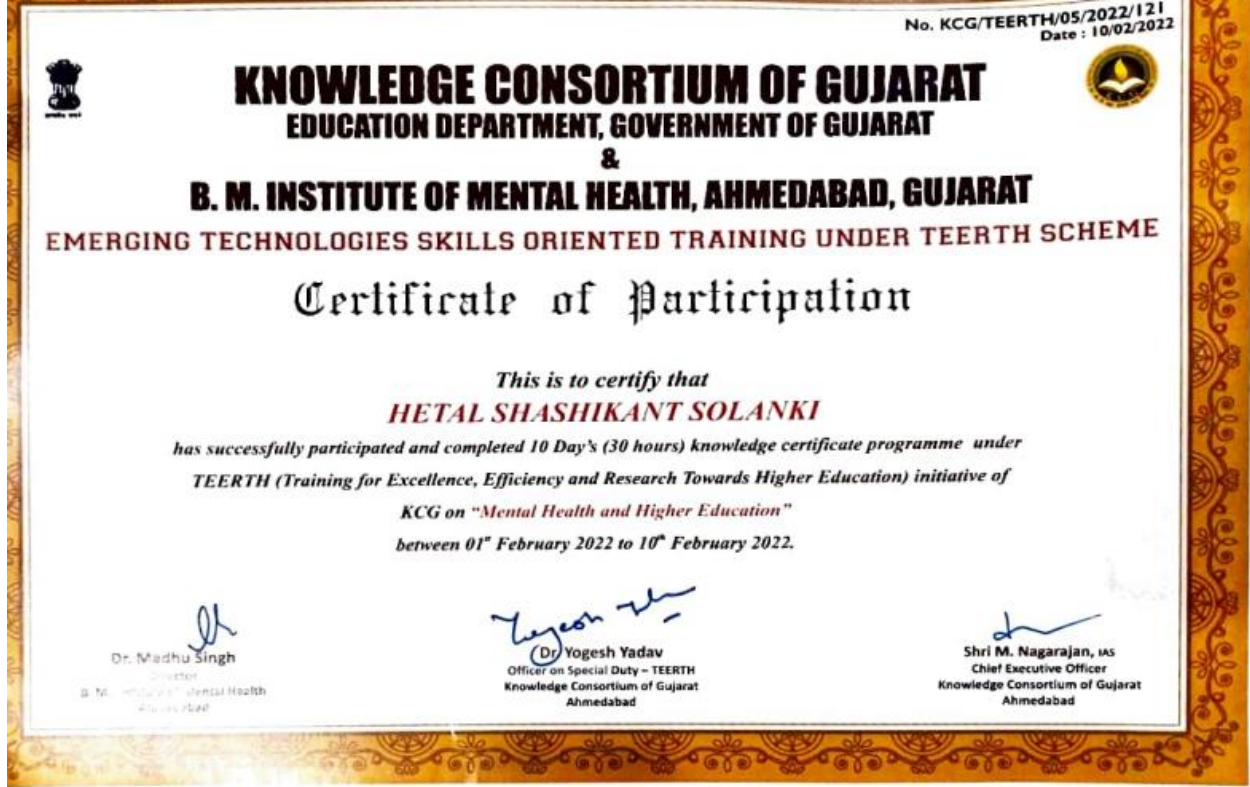 No. KCG/TEERTH/05/2022/121
Date : 10/02/2022
KNOWLEDGE CONSORTIUM OF GUJARAT
EDUCATION DEPARTMENT, GOVERNMENT OF GUJARAT
&
B. M. INSTITUTE OF MENTAL HEALTH, AHMEDABAD, GUJARAT
EMERGING TECHNOLOGIES SKILLS ORIENTED TRAINING UNDER TEERTH SCHEME
Certificate of Participation
This is to certify that
HETAL SHASHIKANT SOLANKI
has successfully participated and completed 10 Day's (30 hours) knowledge certificate programme under
TEERTH (Training for Excellence, Efficiency and Research Towards Higher Education) initiative of
KCG on "Mental Health and Higher Education"
between 01st February 2022 to 10th February 2022.
Dr. Madhu Singh
Director
B. M. Mental Health
Yogesh
Dr Yogesh Yadav
Officer on Special Duty – TEERTH
Knowledge Consortium of Gujarat
Ahmedabad
Shri M. Nagarajan, IAS
Chief Executive Officer
Knowledge Consortium of Gujarat
Ahmedabad